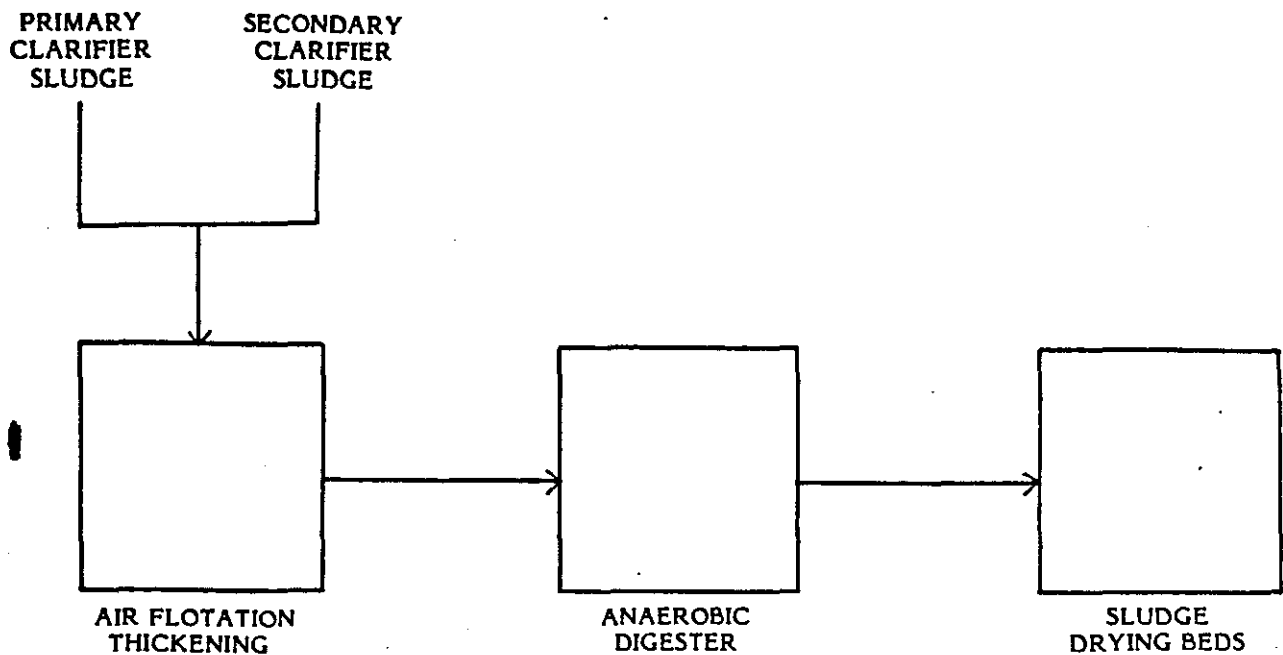 PRIMARY
CLARIFIER
SLUDGE
SECONDARY
CLARIFIER
SLUDGE
AIR FLOTATION
THICKENING
ANAEROBIC
DIGESTER
SLUDGE
DRYING BEDS